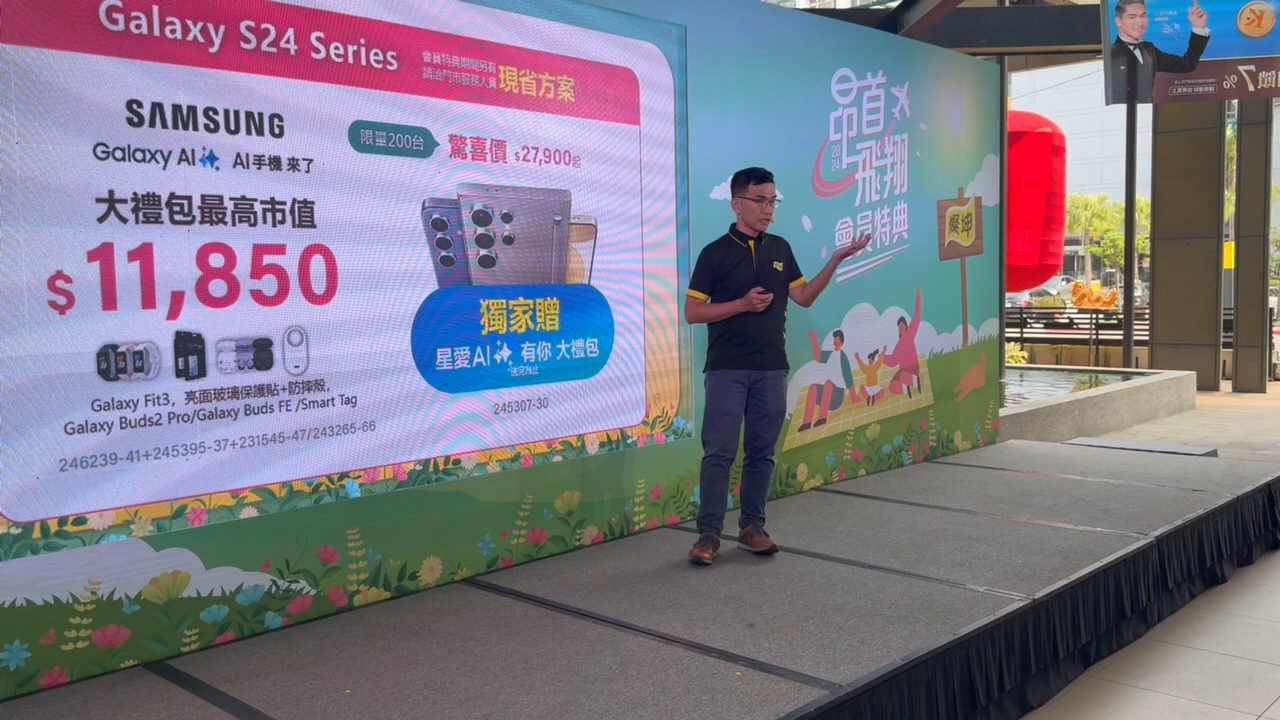 Galaxy S24 Series
會員特典期間另有
請洽門市服務人員
現省方案
SAMSUNG
Galaxy AI AI手機 來了
限量200台
驚喜價 $27,900起
大禮包最高市值
$11,850
獨家贈
星愛AI 有你 大禮包
送完為止
245307-30
Galaxy Fit3, 亮面玻璃保護貼+防摔殼,
Galaxy Buds2 Pro/Galaxy Buds FE /Smart Tag
246239-41+245395-37+231545-47/243265-66
2024
昂首
飛翔
會員特典
燦坤
7%